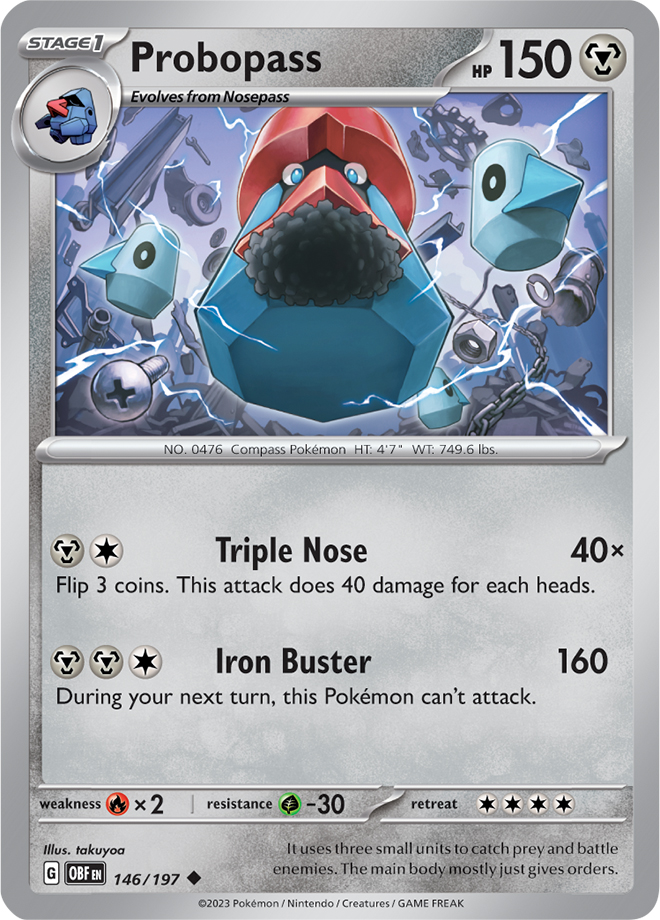 STAGE 1
Probopass
HP 150
Evolves from Nosepass
NO. 0476 Compass Pokémon HT: 4'7" WT: 749.6 lbs.
Triple Nose 40×
Flip 3 coins. This attack does 40 damage for each heads.
Iron Buster 160
During your next turn, this Pokémon can't attack.
weakness ×2 resistance -30 retreat
Illus. takuyoa
G OBF EN 146/197
It uses three small units to catch prey and battle
enemies. The main body mostly just gives orders.
©2023 Pokémon / Nintendo / Creatures / GAME FREAK